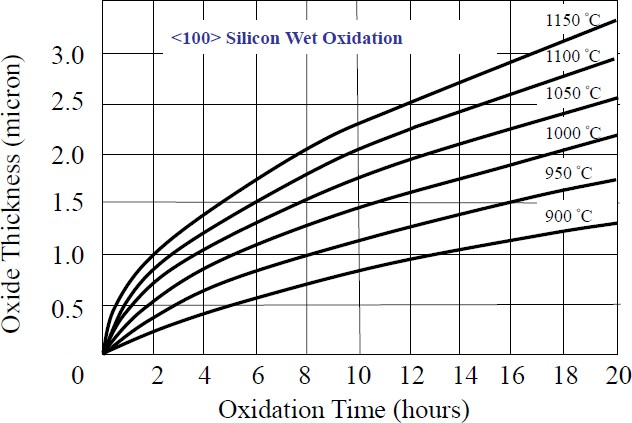 <100> Silicon Wet Oxidation
1150 °C
1100 °C
1050 °C
1000 °C
950 °C
900 °C
Oxide Thickness (micron)
3.0
2.5
2.0
1.5
1.0
0.5
0 2 4 6 8 10 12 14 16 18 20
Oxidation Time (hours)